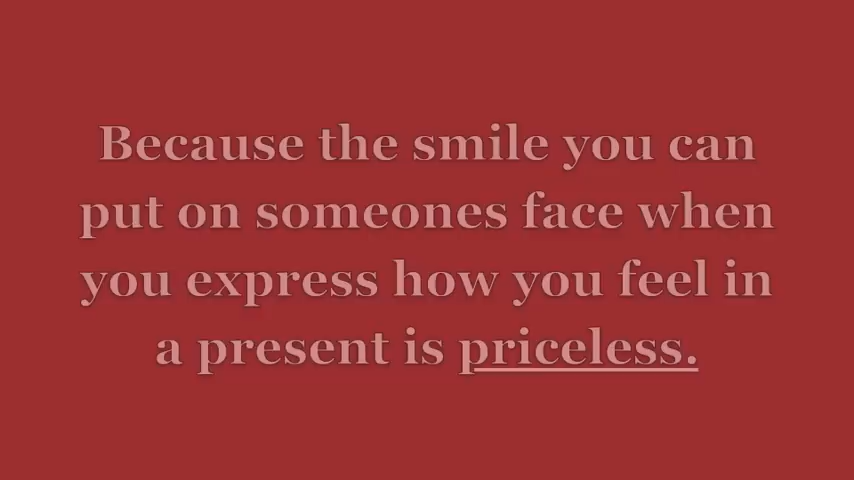 Because the smile you can
put on someones face when
you express how you feel in
a present is priceless.